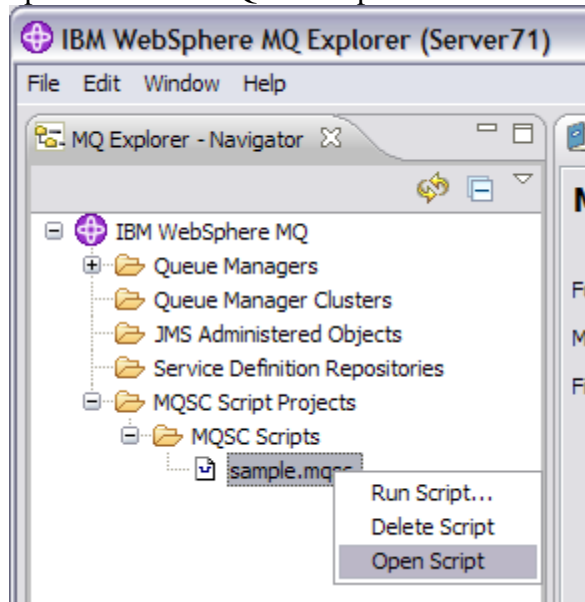 IBM WebSphere MQ Explorer (Server71)
File Edit Window Help
MQ Explorer - Navigator
IBM WebSphere MQ
Queue Managers
Queue Manager Clusters
JMS Administered Objects
Service Definition Repositories
MQSC Script Projects
MQSC Scripts
sample.mqsc
Run Script...
Delete Script
Open Script